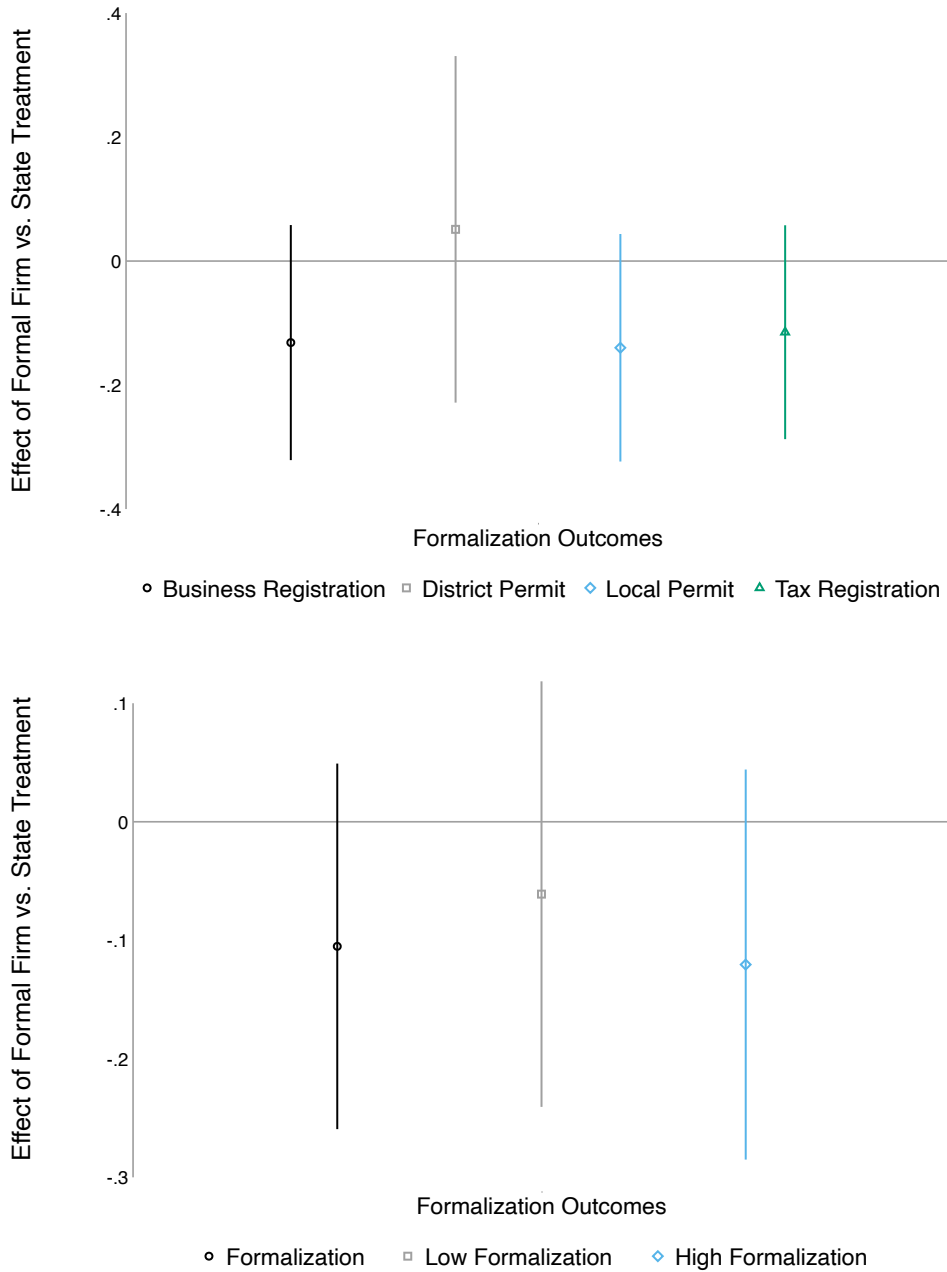 Effect of Formal Firm vs. State Treatment
.4
.2
0
-.2
-.4
Formalization Outcomes
Business Registration District Permit Local Permit Tax Registration
Effect of Formal Firm vs. State Treatment
.1
0
-.1
-.2
-.3
Formalization Outcomes
Formalization Low Formalization High Formalization